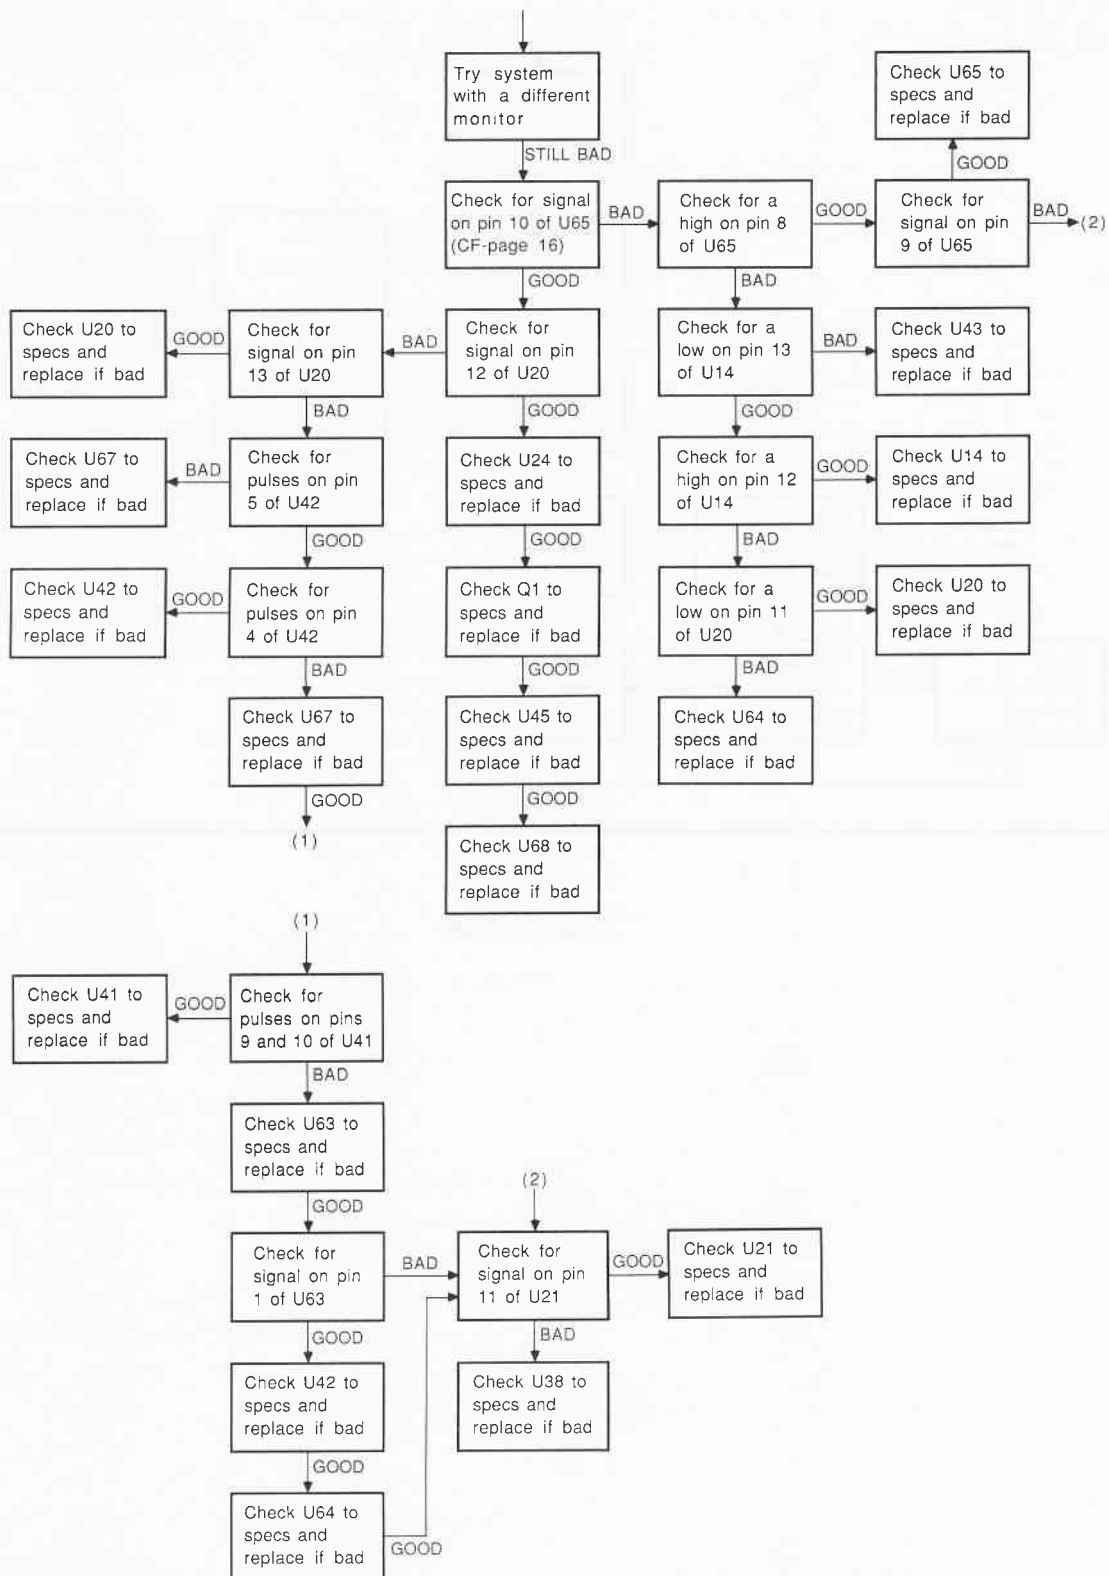 Try system
with a different
monitor
STILL BAD
Check for signal
on pin 10 of U65
(CF-page 16)
BAD
Check for a
high on pin 8
of U65
GOOD
Check for
signal on pin
9 of U65
BAD
(2)
GOOD
Check U65 to
specs and
replace if bad
GOOD
BAD
Check U20 to
specs and
replace if bad
GOOD
Check for
signal on pin
13 of U20
BAD
Check for
signal on pin
12 of U20
Check for a
low on pin 13
of U14
BAD
Check U43 to
specs and
replace if bad
BAD
GOOD
GOOD
Check U67 to
specs and
replace if bad
BAD
Check for
pulses on pin
5 of U42
Check U24 to
specs and
replace if bad
Check for a
high on pin 12
of U14
GOOD
Check U14 to
specs and
replace if bad
GOOD
GOOD
BAD
Check U42 to
specs and
replace if bad
GOOD
Check for
pulses on pin
4 of U42
Check Q1 to
specs and
replace if bad
Check for a
low on pin 11
of U20
GOOD
Check U20 to
specs and
replace if bad
BAD
GOOD
BAD
Check U67 to
specs and
replace if bad
Check U45 to
specs and
replace if bad
Check U64 to
specs and
replace if bad
GOOD
GOOD
(1)
Check U68 to
specs and
replace if bad
(1)
Check U41 to
specs and
replace if bad
GOOD
Check for
pulses on pins
9 and 10 of U41
BAD
Check U63 to
specs and
replace if bad
GOOD
(2)
Check for
signal on pin
1 of U63
BAD
Check for
signal on pin
11 of U21
GOOD
Check U21 to
specs and
replace if bad
GOOD
BAD
Check U42 to
specs and
replace if bad
Check U38 to
specs and
replace if bad
GOOD
Check U64 to
specs and
replace if bad
GOOD